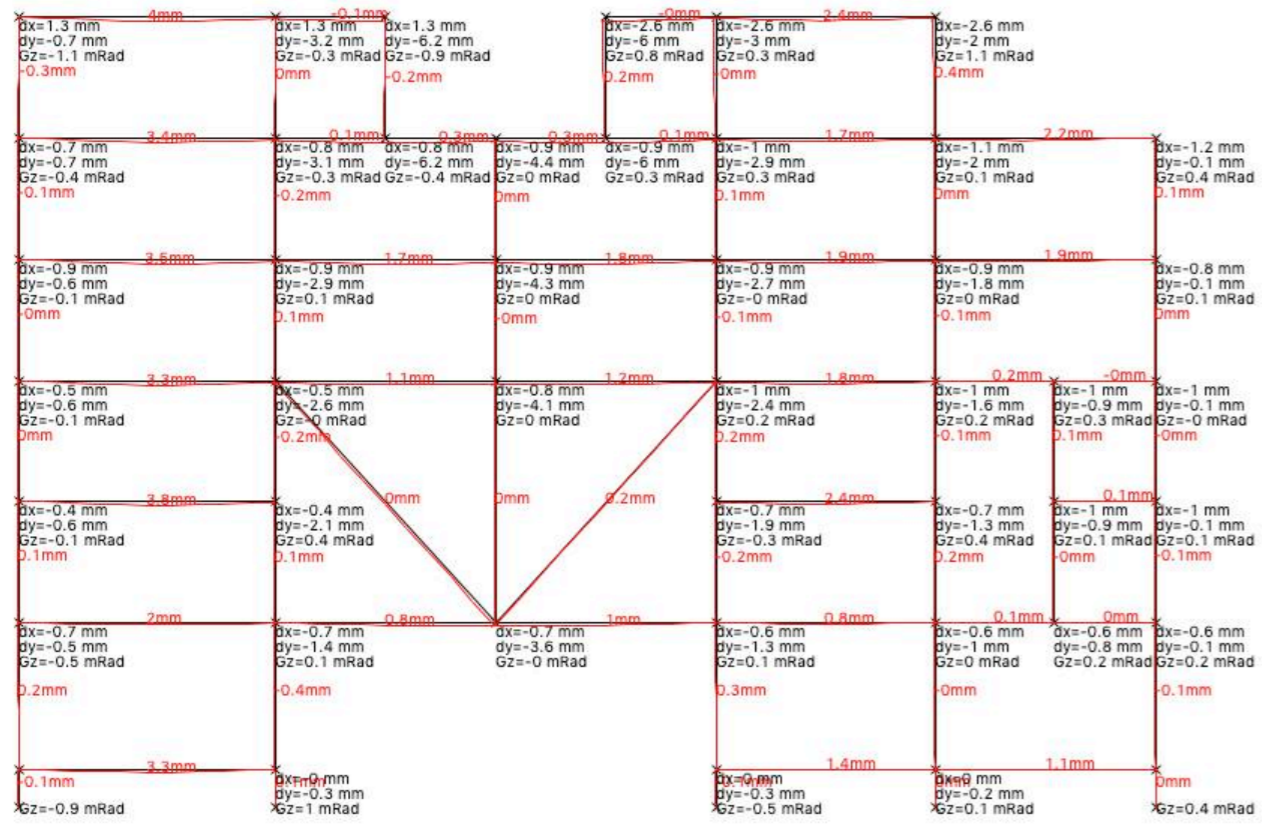 4mm -0.1mm -0mm 2.4mm
dx=1.3 mm dx=1.3 mm dx=1.3 mm dx=-2.6 mm dx=-2.6 mm dx=-2.6 mm
dy=-0.7 mm dy=-3.2 mm dy=-6.2 mm dy=-6 mm dy=-3 mm dy=-2 mm
Gz=-1.1 mRad Gz=-0.3 mRad Gz=-0.9 mRad Gz=0.8 mRad Gz=0.3 mRad Gz=1.1 mRad
-0.3mm 0mm -0.2mm 0.2mm -0mm 0.4mm
3.4mm 0.1mm 0.3mm 0.3mm 0.1mm 1.7mm 2.2mm
dx=-0.7 mm dx=-0.8 mm dx=-0.8 mm dx=-0.9 mm dx=-0.9 mm dx=-1 mm dx=-1.1 mm dx=-1.2 mm
dy=-0.7 mm dy=-3.1 mm dy=-6.2 mm dy=-4.4 mm dy=-6 mm dy=-2.9 mm dy=-2 mm dy=-0.1 mm
Gz=-0.4 mRad Gz=-0.3 mRad Gz=-0.4 mRad Gz=0 mRad Gz=0.3 mRad Gz=0.3 mRad Gz=0.1 mRad Gz=0.4 mRad
-0.1mm -0.2mm 0mm 0.1mm 0mm 0.1mm
3.5mm 1.7mm 1.8mm 1.9mm 1.9mm
dx=-0.9 mm dx=-0.9 mm dx=-0.9 mm dx=-0.9 mm dx=-0.9 mm dx=-0.8 mm
dy=-0.6 mm dy=-2.9 mm dy=-4.3 mm dy=-2.7 mm dy=-1.8 mm dy=-0.1 mm
Gz=-0.1 mRad Gz=0.1 mRad Gz=0 mRad Gz=-0 mRad Gz=0 mRad Gz=0.1 mRad
-0mm 0.1mm -0mm -0.1mm -0.1mm 0mm
3.3mm 1.1mm 1.2mm 1.8mm 0.2mm -0mm
dx=-0.5 mm dx=-0.5 mm dx=-0.8 mm dx=-1 mm dx=-1 mm dx=-1 mm dx=-1 mm
dy=-0.6 mm dy=-2.6 mm dy=-4.1 mm dy=-2.4 mm dy=-1.6 mm dy=-0.9 mm dy=-0.1 mm
Gz=-0.1 mRad Gz=-0 mRad Gz=0 mRad Gz=0.2 mRad Gz=0.2 mRad Gz=0.3 mRad Gz=-0 mRad
0mm -0.2mm 0.2mm -0.1mm 0.1mm -0mm
3.8mm 0mm 0mm 0.2mm 2.4mm 0.1mm
dx=-0.4 mm dx=-0.4 mm dx=-0.7 mm dx=-0.7 mm dx=-1 mm dx=-1 mm
dy=-0.6 mm dy=-2.1 mm dy=-1.9 mm dy=-1.3 mm dy=-0.9 mm dy=-0.1 mm
Gz=-0.1 mRad Gz=0.4 mRad Gz=-0.3 mRad Gz=0.4 mRad Gz=0.1 mRad Gz=0.1 mRad
0.1mm 0.1mm -0.2mm 0.2mm -0mm -0.1mm
2mm 0.8mm 1mm 0.8mm 0.1mm 0mm
dx=-0.7 mm dx=-0.7 mm dx=-0.7 mm dx=-0.6 mm dx=-0.6 mm dx=-0.6 mm dx=-0.6 mm
dy=-0.5 mm dy=-1.4 mm dy=-3.6 mm dy=-1.3 mm dy=-1 mm dy=-0.8 mm dy=-0.1 mm
Gz=-0.5 mRad Gz=0.1 mRad Gz=-0 mRad Gz=0.1 mRad Gz=0 mRad Gz=0.2 mRad Gz=0.2 mRad
0.2mm -0.4mm 0.3mm -0mm -0.1mm
3.3mm 1.4mm 1.1mm
-0.1mm dx=-0 mm dx=0 mm dx=0 mm 0mm
dy=-0.3 mm dy=-0.3 mm dy=-0.2 mm
Gz=-0.9 mRad Gz=1 mRad Gz=-0.5 mRad Gz=0.1 mRad Gz=0.4 mRad